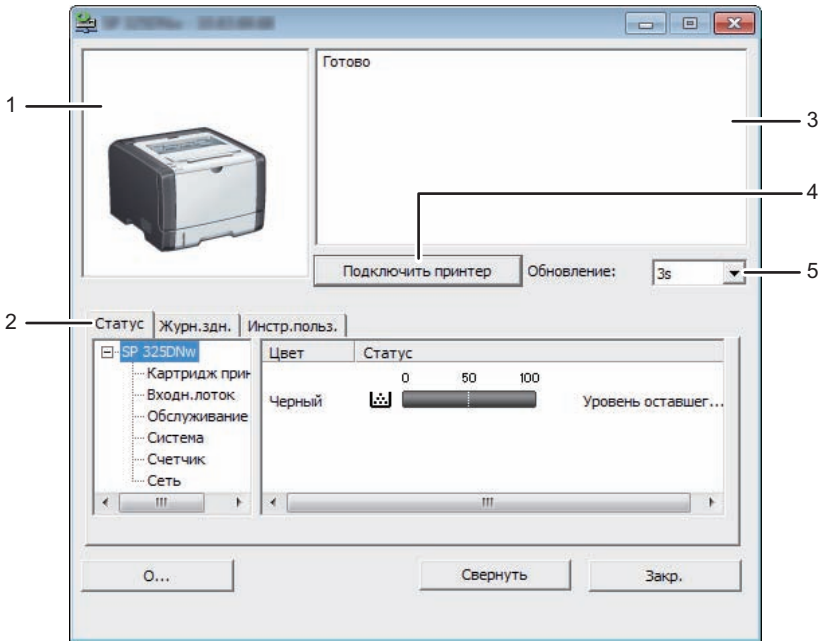 1
Готово
3
4
Подключить принтер
Обновление:
3s
5
2
Статус
Журн.здн.
Инстр.польз.
SP 325DNw
Картридж прин
Входн.лоток
Обслуживание
Система
Счетчик
Сеть
Цвет
Статус
0 50 100
Черный
Уровень оставшег...
О...
Свернуть
Закр.